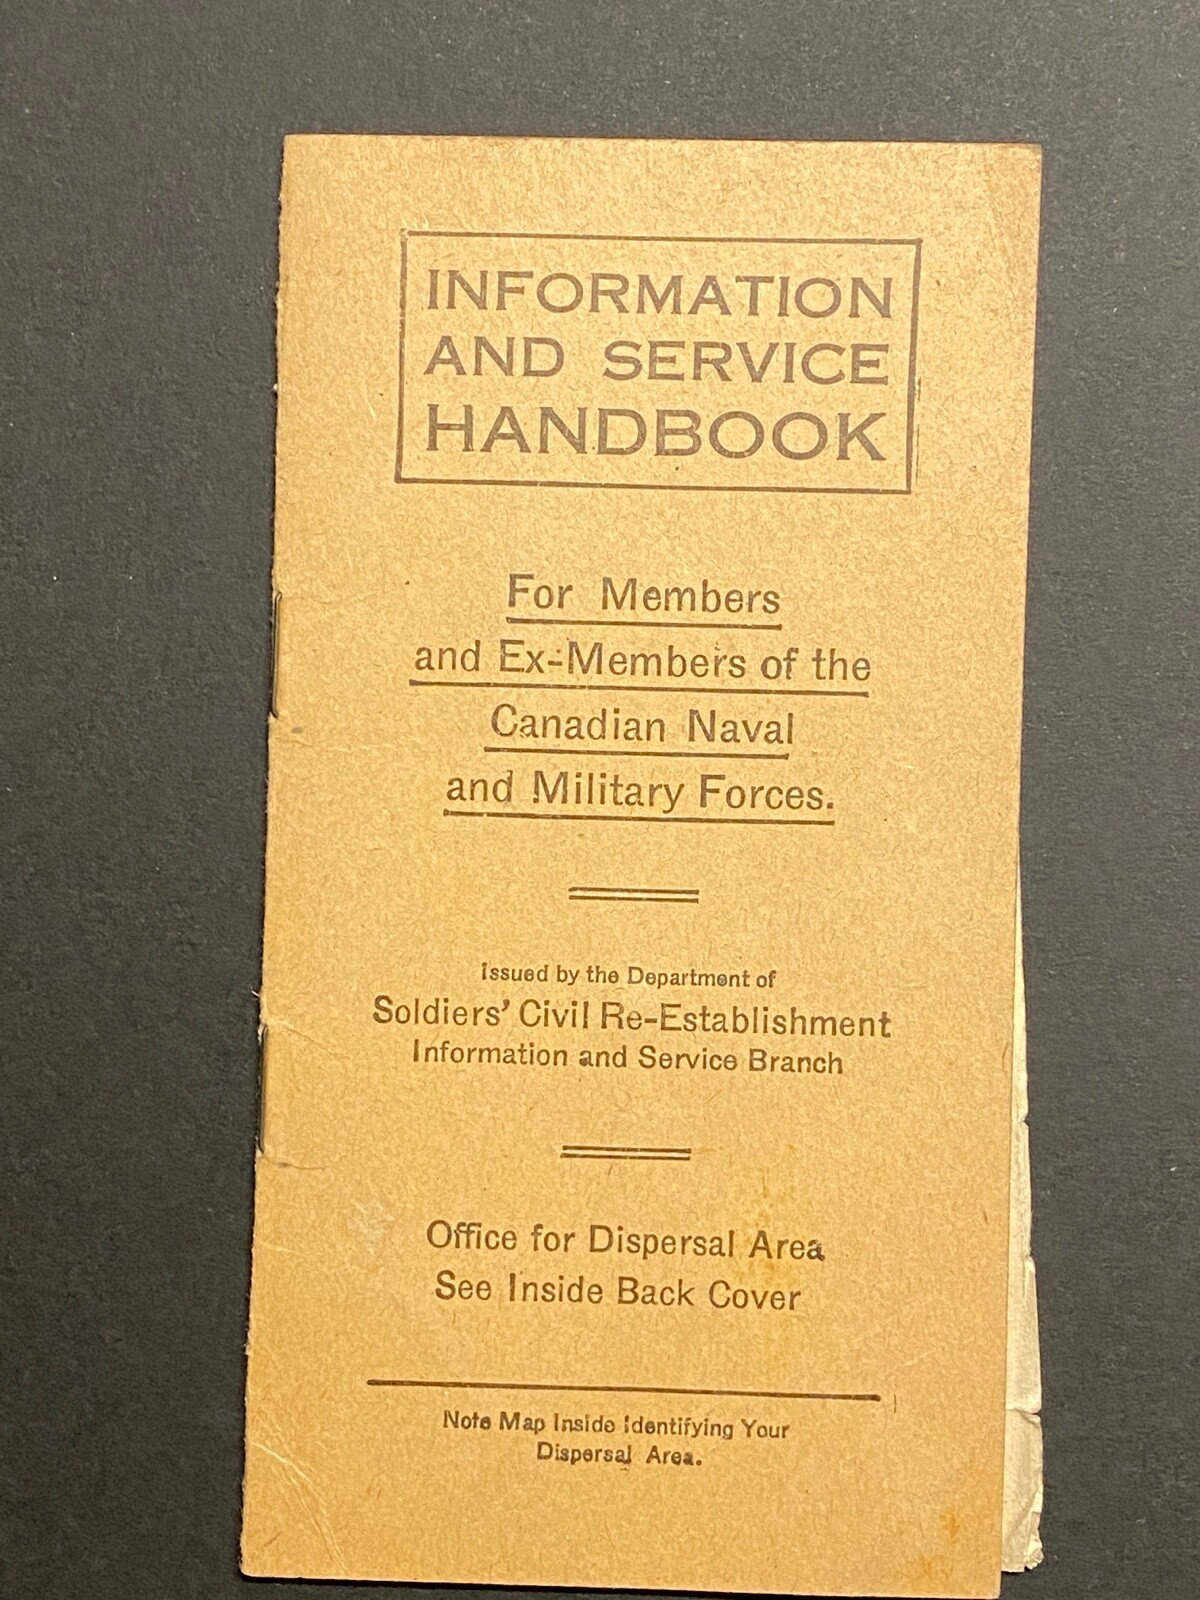 INFORMATION
AND SERVICE
HANDBOOK
For Members
and Ex-Members of the
Canadian Naval
and Military Forces.
Issued by the Department of
Soldiers' Civil Re-Establishment
Information and Service Branch
Office for Dispersal Area
See Inside Back Cover
Note Map Inside Identifying Your
Dispersal Area.